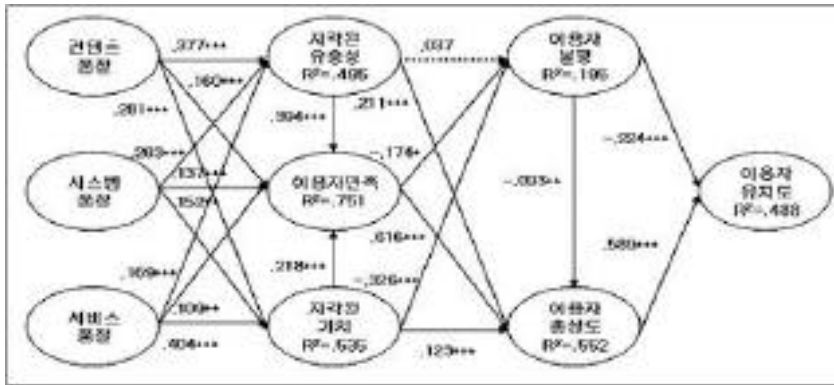 컨텐츠
품질
.377***
지각된
유용성
R²=.495
.037
이용자
불평
R²=.195
.160***
.281***
.211***
.394***
-.224***
.263***
시스템
품질
.137***
.152**
이용자만족
R²=.751
-.174*
-.093**
이용자
유지도
.616***
.580***
.218***
-.326***
.169***
.109**
서비스
품질
.404***
지각된
가치
R²=.535
.123***
이용자
충성도
R²=.552